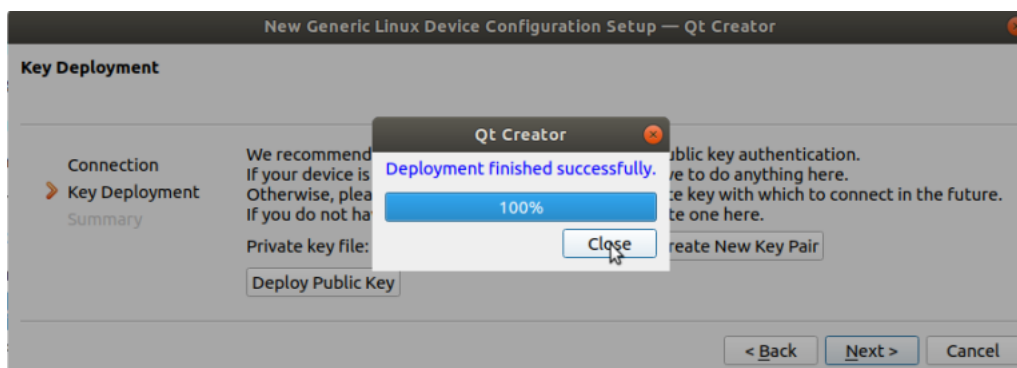 New Generic Linux Device Configuration Setup — Qt Creator
Key Deployment
Qt Creator
Deployment finished successfully.
100%
Close
Connection
Key Deployment
Summary
We recommend ublic key authentication.
If your device is ve to do anything here.
Otherwise, plea te key with which to connect in the future.
If you do not ha te one here.
Private key file: reate New Key Pair
Deploy Public Key
< Back Next > Cancel